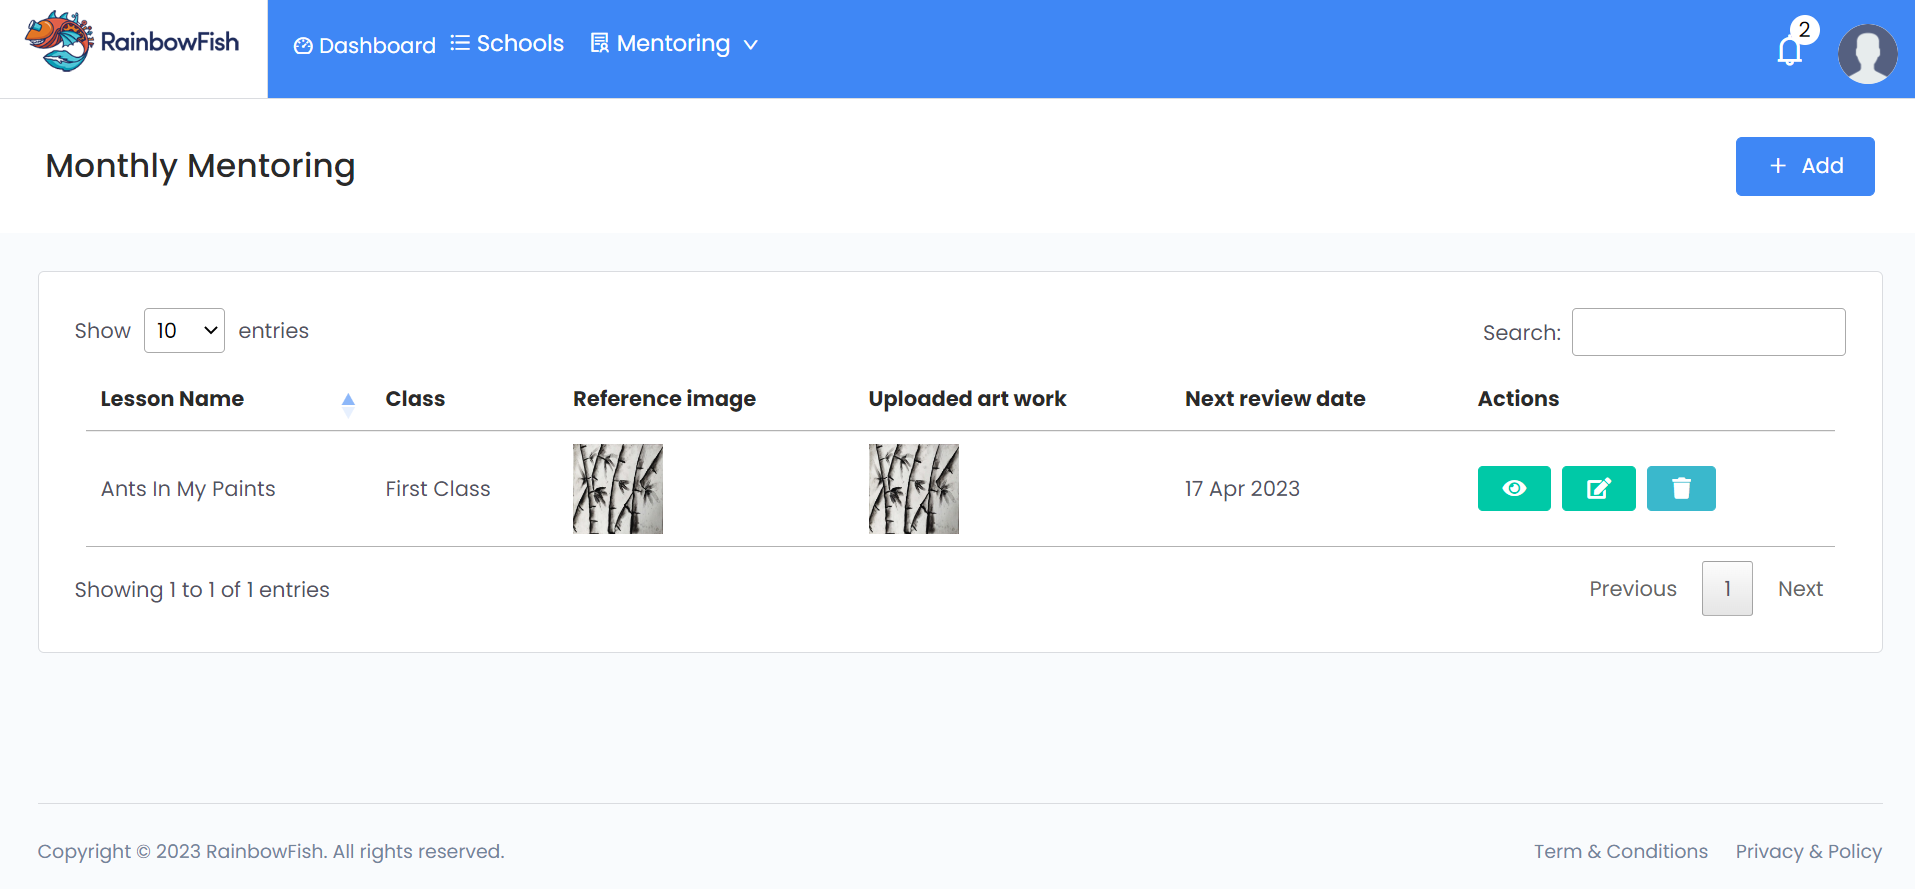 RainbowFish
Dashboard Schools Mentoring
2
Monthly Mentoring
+ Add
Show 10 entries
Search:
Lesson Name Class Reference image Uploaded art work Next review date Actions
Ants In My Paints First Class 17 Apr 2023
Showing 1 to 1 of 1 entries
Previous 1 Next
Copyright © 2023 RainbowFish. All rights reserved.
Term & Conditions Privacy & Policy